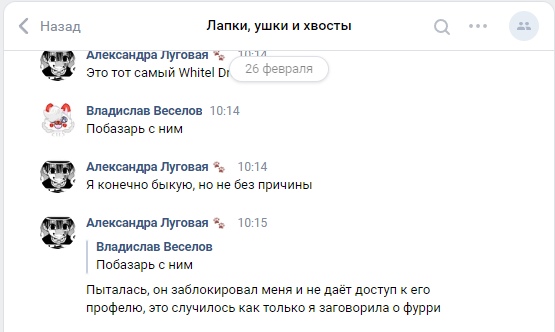 Назад
Лапки, ушки и хвосты
Александра Луговая 10:14
Это тот самый Whitel
26 февраля
Владислав Веселов 10:14
Побазарь с ним
Александра Луговая 10:14
Я конечно быкую, но не без причины
Александра Луговая 10:15
Владислав Веселов
Побазарь с ним
Пыталась, он заблокировал меня и не даёт доступ к его
профелю, это случилось как только я заговорила о фурри